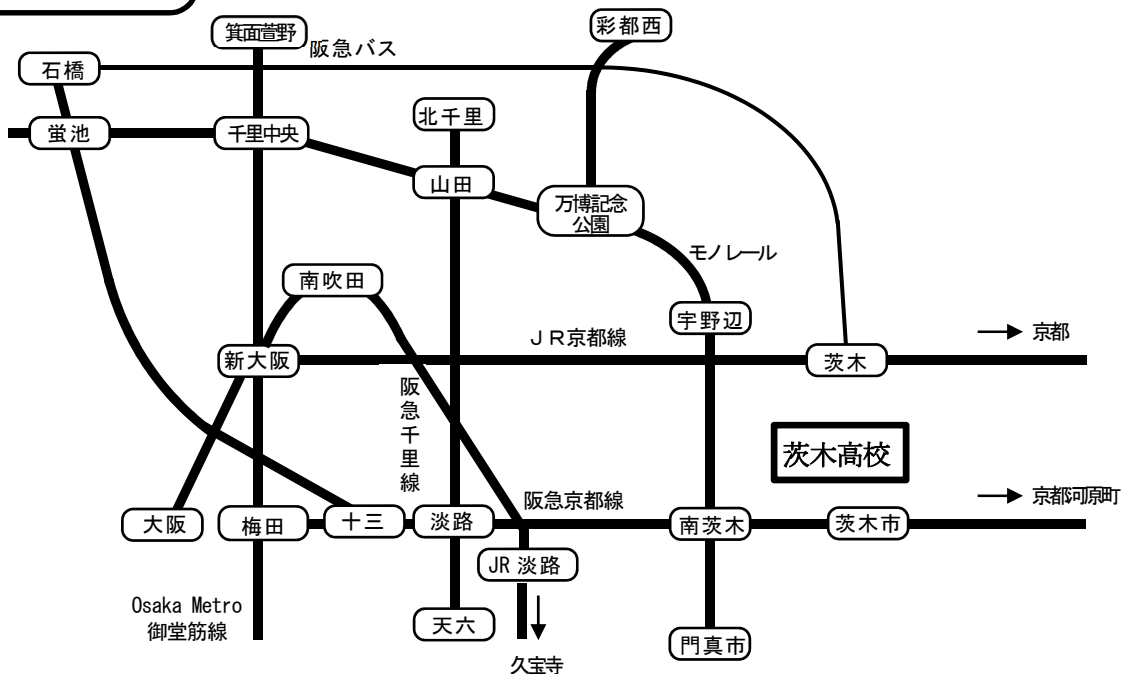 箕面萱野
彩都西
阪急バス
石橋
北千里
蛍池
千里中央
山田
万博記念
公園
モノレール
南吹田
宇野辺
JR京都線
京都
新大阪
茨木
阪急千里線
茨木高校
阪急京都線
京都河原町
大阪
梅田
十三
淡路
南茨木
茨木市
JR淡路
Osaka Metro
御堂筋線
天六
門真市
久宝寺